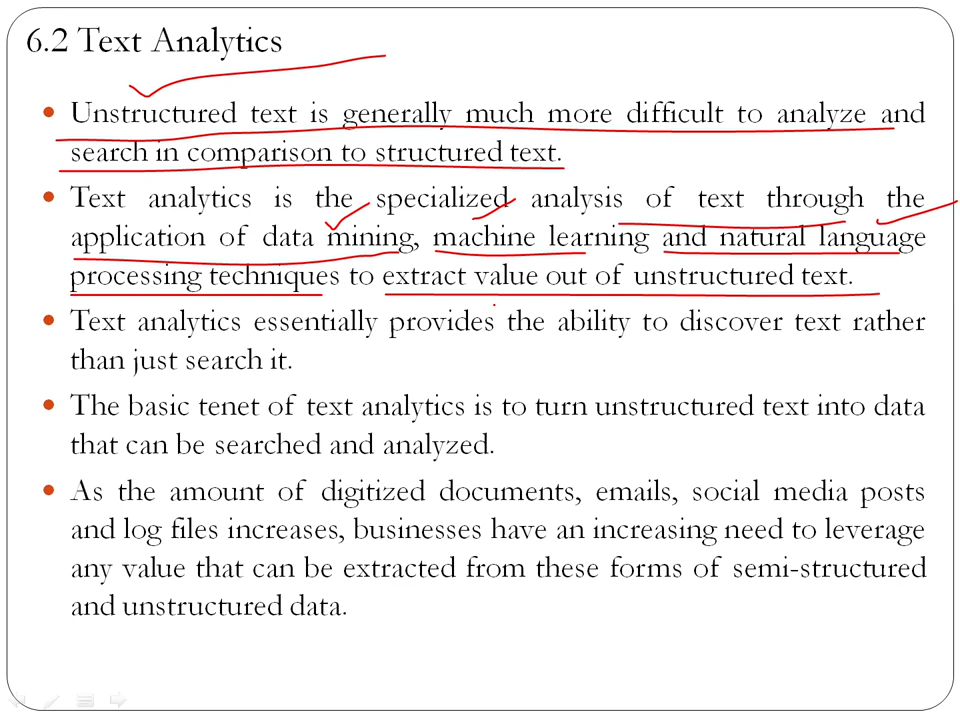 6.2 Text Analytics
• Unstructured text is generally much more difficult to analyze and
search in comparison to structured text.
• Text analytics is the specialized analysis of text through the
application of data mining, machine learning and natural language
processing techniques to extract value out of unstructured text.
• Text analytics essentially provides the ability to discover text rather
than just search it.
• The basic tenet of text analytics is to turn unstructured text into data
that can be searched and analyzed.
• As the amount of digitized documents, emails, social media posts
and log files increases, businesses have an increasing need to leverage
any value that can be extracted from these forms of semi-structured
and unstructured data.